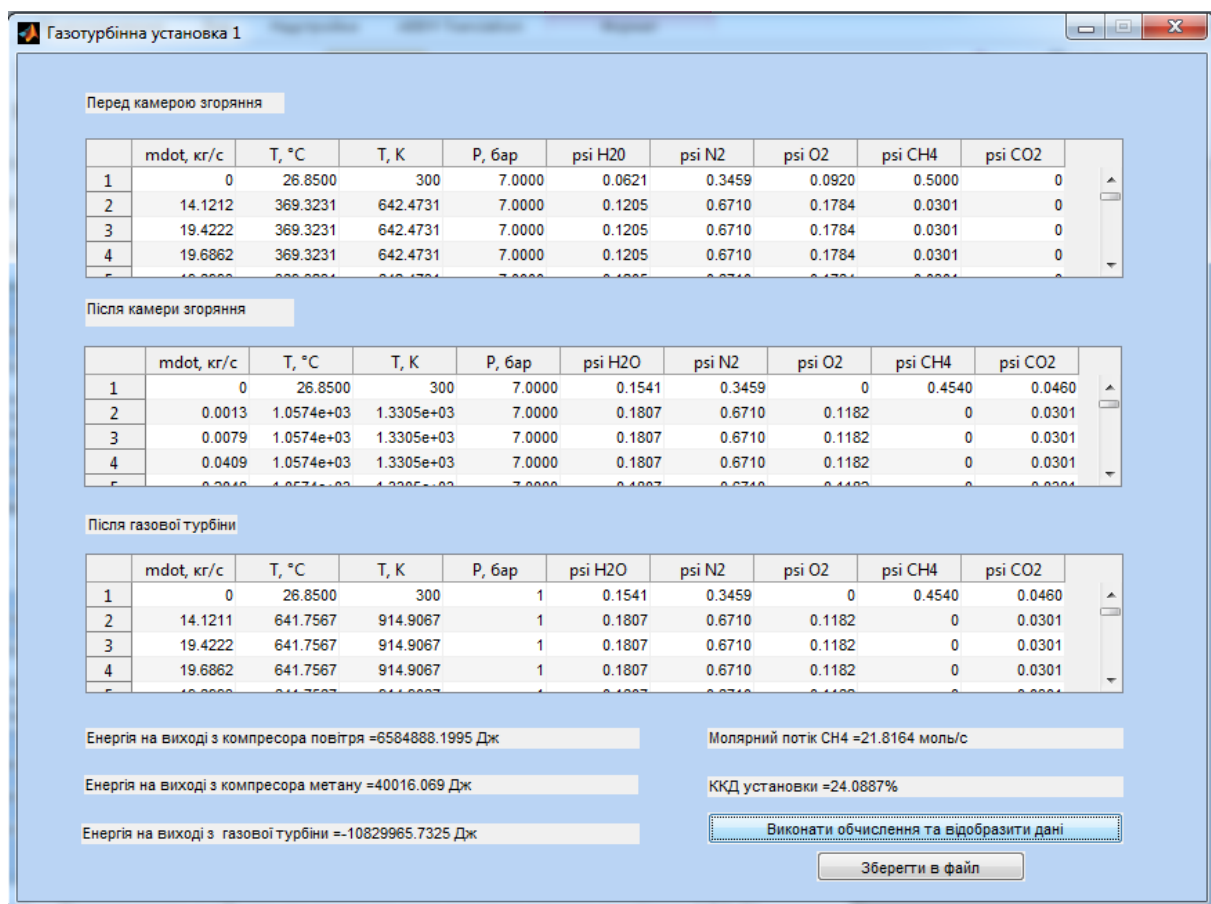 Газотурбінна установка 1
Перед камерою згоряння
mdot, кг/с T, °C T, K P, бар psi H20 psi N2 psi O2 psi CH4 psi CO2
1 0 26.8500 300 7.0000 0.0621 0.3459 0.0920 0.5000 0
2 14.1212 369.3231 642.4731 7.0000 0.1205 0.6710 0.1784 0.0301 0
3 19.4222 369.3231 642.4731 7.0000 0.1205 0.6710 0.1784 0.0301 0
4 19.6862 369.3231 642.4731 7.0000 0.1205 0.6710 0.1784 0.0301 0
Після камери згоряння
mdot, кг/с T, °C T, K P, бар psi H2O psi N2 psi O2 psi CH4 psi CO2
1 0 26.8500 300 7.0000 0.1541 0.3459 0 0.4540 0.0460
2 0.0013 1.0574e+03 1.3305e+03 7.0000 0.1807 0.6710 0.1182 0 0.0301
3 0.0079 1.0574e+03 1.3305e+03 7.0000 0.1807 0.6710 0.1182 0 0.0301
4 0.0409 1.0574e+03 1.3305e+03 7.0000 0.1807 0.6710 0.1182 0 0.0301
Після газової турбіни
mdot, кг/с T, °C T, K P, бар psi H2O psi N2 psi O2 psi CH4 psi CO2
1 0 26.8500 300 1 0.1541 0.3459 0 0.4540 0.0460
2 14.1211 641.7567 914.9067 1 0.1807 0.6710 0.1182 0 0.0301
3 19.4222 641.7567 914.9067 1 0.1807 0.6710 0.1182 0 0.0301
4 19.6862 641.7567 914.9067 1 0.1807 0.6710 0.1182 0 0.0301
Енергія на виході з компресора повітря =6584888.1995 Дж
Молярний потік CH4 =21.8164 моль/с
Енергія на виході з компресора метану =40016.069 Дж
ККД установки =24.0887%
Енергія на виході з  газової турбіни =-10829965.7325 Дж
Виконати обчислення та відобразити дані
Зберегти в файл